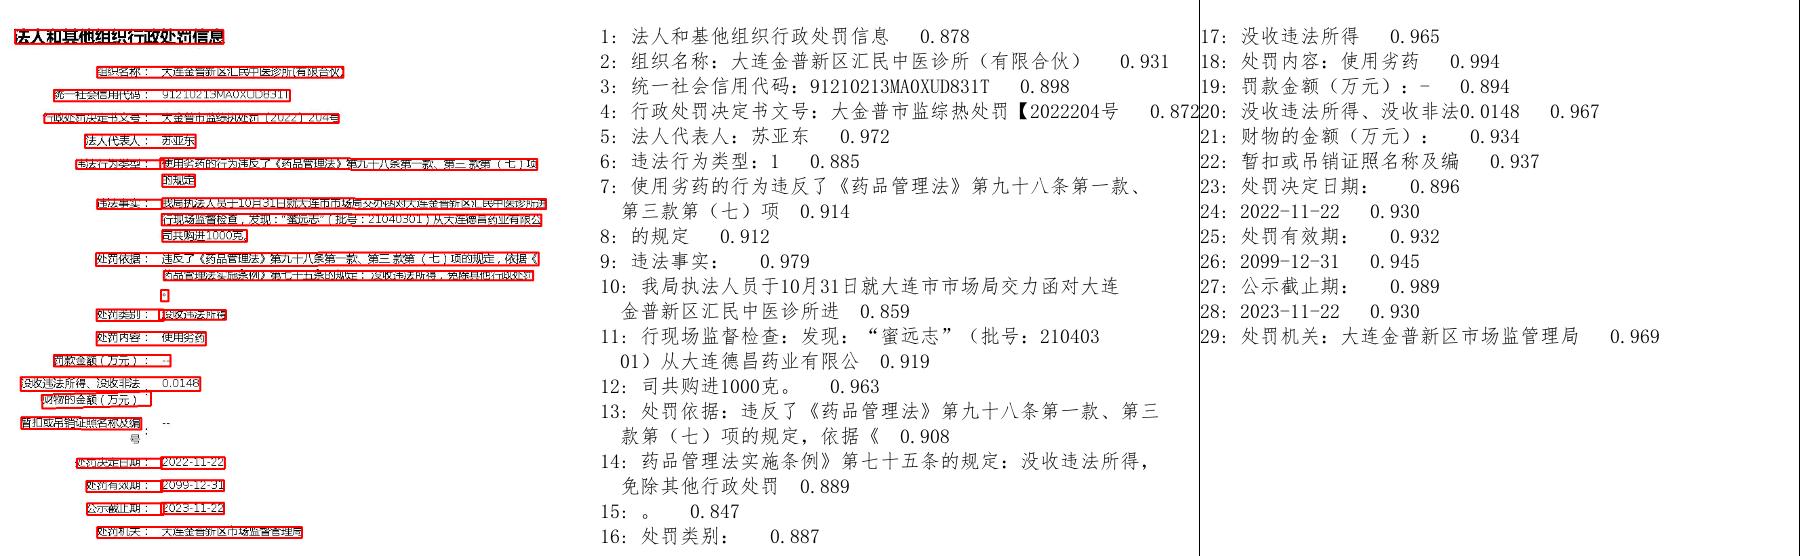 法人和其他组织行政处罚信息
组织名称： 大连金普新区汇民中医诊所(有限合伙)
统一社会信用代码： 91210213MA0XUD831T
行政处罚决定书文号： 大金普市监综执处罚〔2022〕204号
法人代表人： 苏亚东
违法行为类型： 使用劣药的行为违反了《药品管理法》第九十八条第一款、第三款第（七）项
的规定
违法事实： 我局执法人员于10月31日就大连市市场局交办函对大连金普新区汇民中医诊所进
行现场监督检查，发现：“蜜远志”（批号：21040301）从大连德昌药业有限公
司共购进1000克。
处罚依据： 违反了《药品管理法》第九十八条第一款、第三款第（七）项的规定，依据《
药品管理法实施条例》第七十五条的规定：没收违法所得，免除其他行政处罚
。
处罚类别： 没收违法所得
处罚内容： 使用劣药
罚款金额（万元）： --
没收违法所得、没收非法 0.0148
财物的金额（万元）：
暂扣或吊销证照名称及编 --
号：
处罚决定日期： 2022-11-22
处罚有效期： 2099-12-31
公示截止期： 2023-11-22
处罚机关： 大连金普新区市场监督管理局
1: 法人和基他组织行政处罚信息 0.878
2: 组织名称: 大连金普新区汇民中医诊所（有限合伙） 0.931
3: 统一社会信用代码: 91210213MA0XUD831T 0.898
4: 行政处罚决定书文号: 大金普市监综热处罚【2022204号 0.872
5: 法人代表人: 苏亚东 0.972
6: 违法行为类型: 1 0.885
7: 使用劣药的行为违反了《药品管理法》第九十八条第一款、
第三款第（七）项 0.914
8: 的规定 0.912
9: 违法事实: 0.979
10: 我局执法人员于10月31日就大连市市场局交力函对大连
金普新区汇民中医诊所进 0.859
11: 行现场监督检查: 发现: “蜜远志”（批号: 210403
01）从大连德昌药业有限公 0.919
12: 司共购进1000克。 0.963
13: 处罚依据: 违反了《药品管理法》第九十八条第一款、第三
款第（七）项的规定, 依据《 0.908
14: 药品管理法实施条例》第七十五条的规定: 没收违法所得,
免除其他行政处罚 0.889
15: 。 0.847
16: 处罚类别: 0.887
17: 没收违法所得 0.965
18: 处罚内容: 使用劣药 0.994
19: 罚款金额（万元）: - 0.894
20: 没收违法所得、没收非法0.0148 0.967
21: 财物的金额（万元）: 0.934
22: 暂扣或吊销证照名称及编 0.937
23: 处罚决定日期: 0.896
24: 2022-11-22 0.930
25: 处罚有效期: 0.932
26: 2099-12-31 0.945
27: 公示截止期: 0.989
28: 2023-11-22 0.930
29: 处罚机关: 大连金普新区市场监管理局 0.969